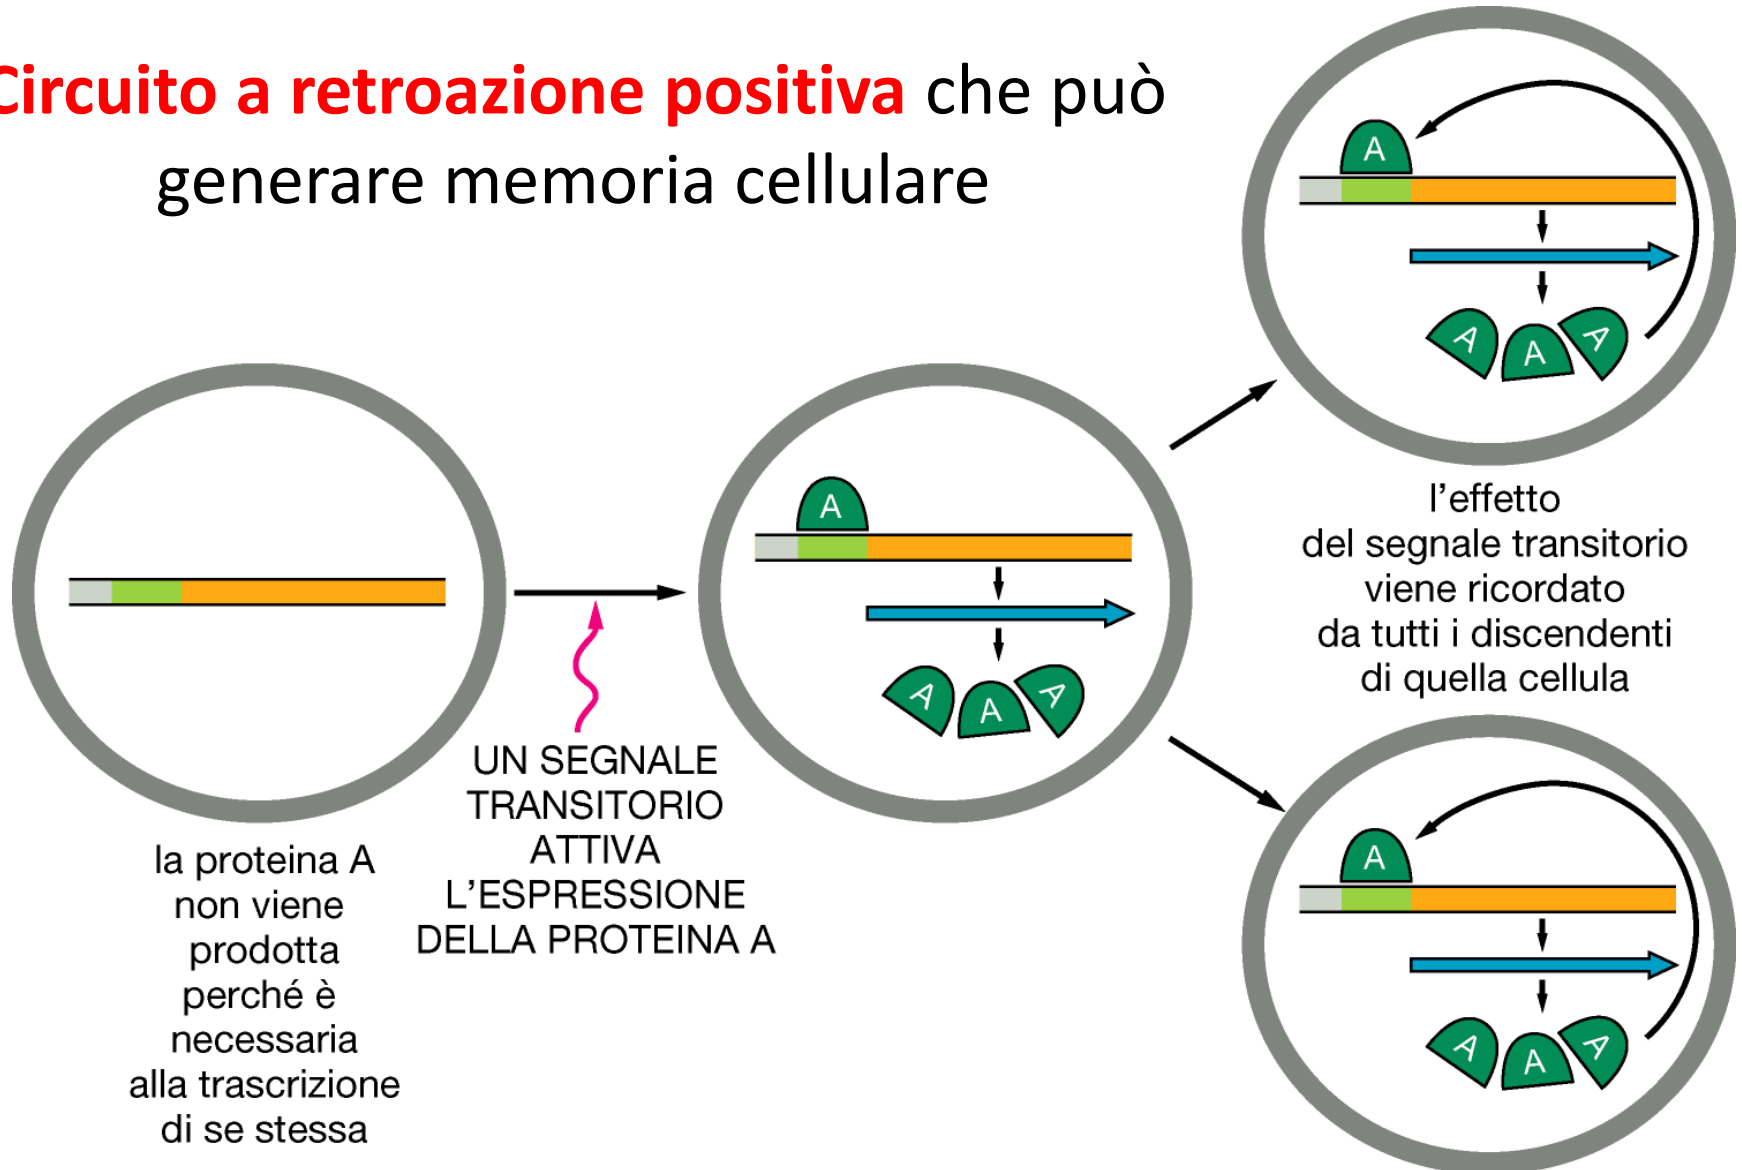 Circuito a retroazione positiva che può
generare memoria cellulare
A
A
A
A
l'effetto
del segnale transitorio
viene ricordato
da tutti i discendenti
di quella cellula
A
A
A
A
UN SEGNALE
TRANSITORIO
ATTIVA
L'ESPRESSIONE
DELLA PROTEINA A
la proteina A
non viene
prodotta
perché è
necessaria
alla trascrizione
di se stessa
A
A
A
A